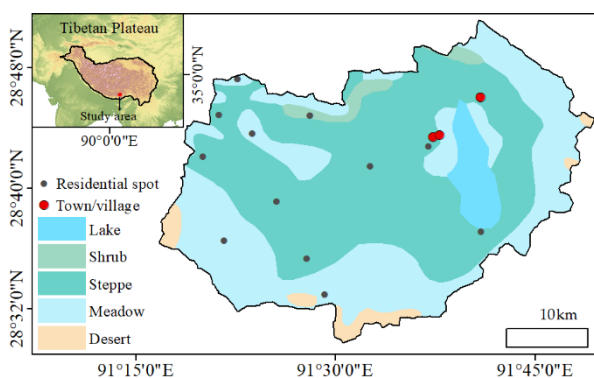 Tibetan Plateau
Study area
90°0'0"E
35°0'0"N
28°48'0"N
28°40'0"N
28°32'0"N
Residential spot
Town/village
Lake
Shrub
Steppe
Meadow
Desert
10km
91°15'0"E
91°30'0"E
91°45'0"E